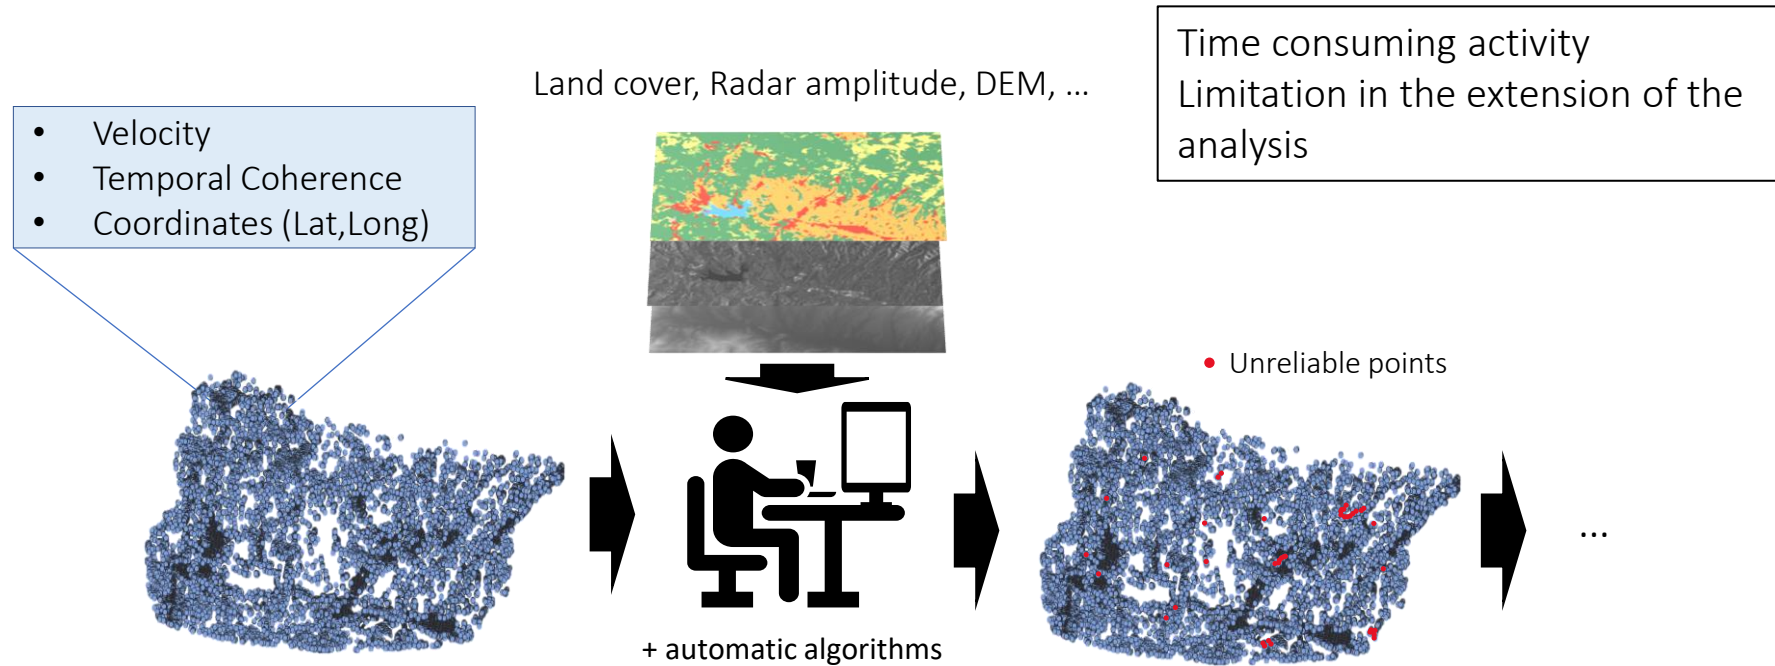 Time consuming activity
Limitation in the extension of the
analysis
Land cover, Radar amplitude, DEM, ...
• Velocity
• Temporal Coherence
• Coordinates (Lat,Long)
• Unreliable points
...
+ automatic algorithms